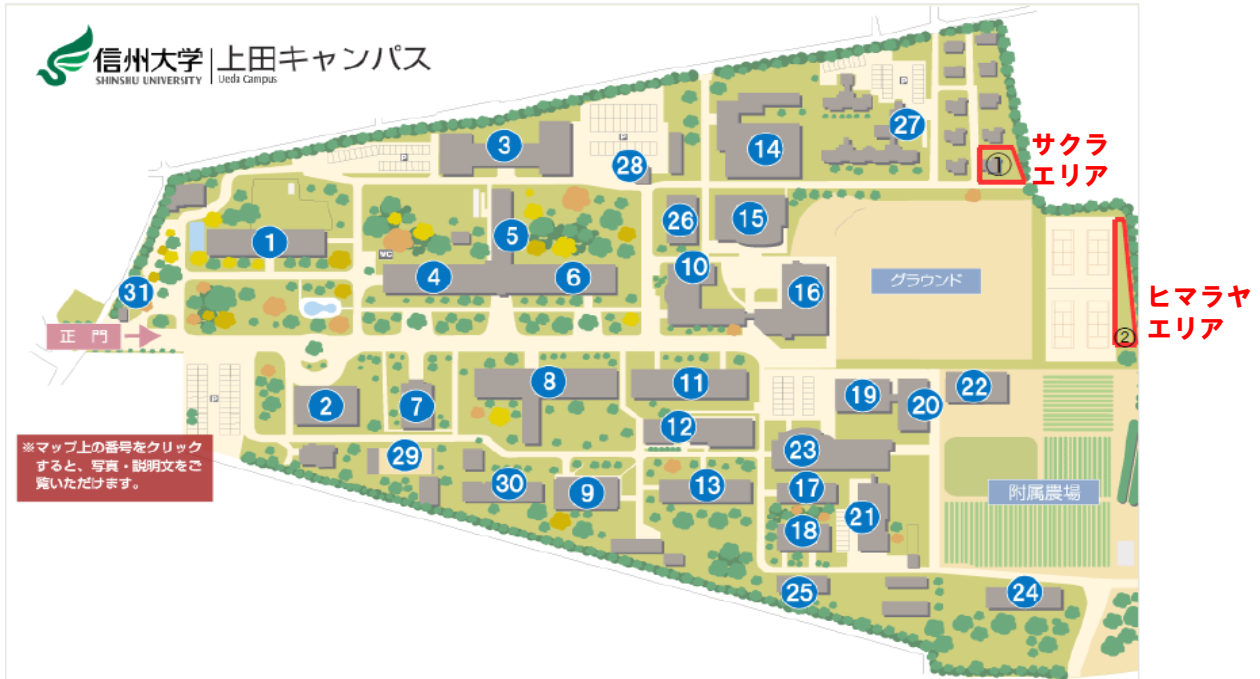 信州大学 上田キャンパス
SHINSHU UNIVERSITY Ueda Campus
サクラ
エリア
①
ヒマラヤ
エリア
②
グラウンド
附属農場
正門
※マップ上の番号をクリック
すると、写真・説明文をご
覧いただけます。
WC
P
P
P
P
1
2
3
4
5
6
7
8
9
10
11
12
13
14
15
16
17
18
19
20
21
22
23
24
25
26
27
28
29
30
31